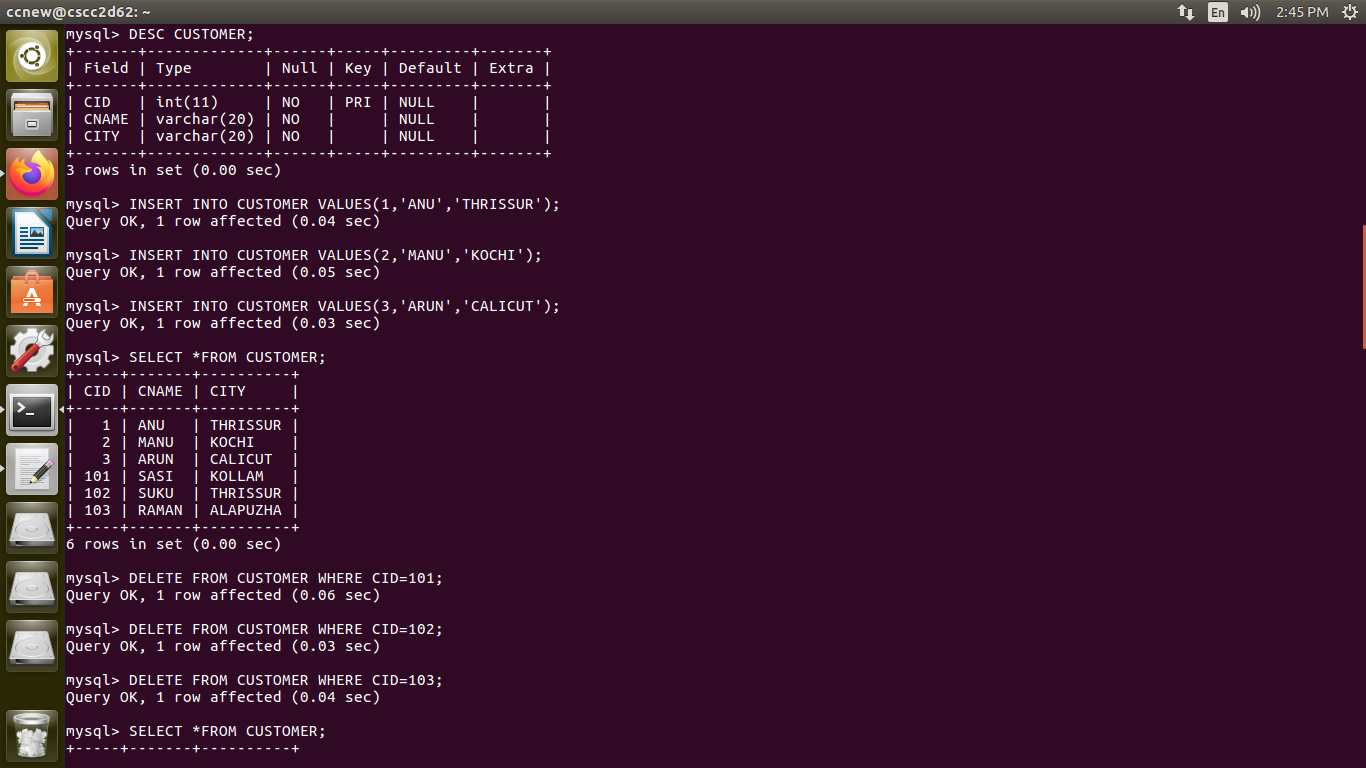 ccnew@cscc2d62: ~ En 2:45 PM
mysql> DESC CUSTOMER;
+-------+-------------+------+-----+---------+-------+
| Field | Type        | Null | Key | Default | Extra |
+-------+-------------+------+-----+---------+-------+
| CID   | int(11)     | NO   | PRI | NULL    |       |
| CNAME | varchar(20) | NO   |     | NULL    |       |
| CITY  | varchar(20) | NO   |     | NULL    |       |
+-------+-------------+------+-----+---------+-------+
3 rows in set (0.00 sec)

mysql> INSERT INTO CUSTOMER VALUES(1,'ANU','THRISSUR');
Query OK, 1 row affected (0.04 sec)

mysql> INSERT INTO CUSTOMER VALUES(2,'MANU','KOCHI');
Query OK, 1 row affected (0.05 sec)

mysql> INSERT INTO CUSTOMER VALUES(3,'ARUN','CALICUT');
Query OK, 1 row affected (0.03 sec)

mysql> SELECT *FROM CUSTOMER;
+-----+-------+----------+
| CID | CNAME | CITY     |
+-----+-------+----------+
|   1 | ANU   | THRISSUR |
|   2 | MANU  | KOCHI    |
|   3 | ARUN  | CALICUT  |
| 101 | SASI  | KOLLAM   |
| 102 | SUKU  | THRISSUR |
| 103 | RAMAN | ALAPUZHA |
+-----+-------+----------+
6 rows in set (0.00 sec)

mysql> DELETE FROM CUSTOMER WHERE CID=101;
Query OK, 1 row affected (0.06 sec)

mysql> DELETE FROM CUSTOMER WHERE CID=102;
Query OK, 1 row affected (0.03 sec)

mysql> DELETE FROM CUSTOMER WHERE CID=103;
Query OK, 1 row affected (0.04 sec)

mysql> SELECT *FROM CUSTOMER;
+-----+-------+----------+